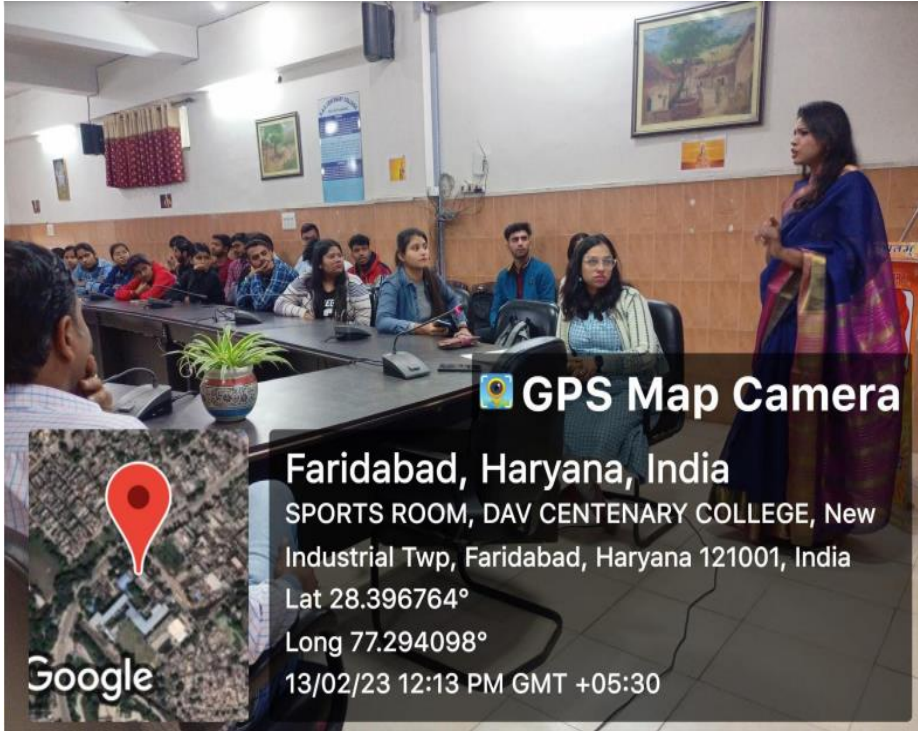 GPS Map Camera
Faridabad, Haryana, India
SPORTS ROOM, DAV CENTENARY COLLEGE, New
Industrial Twp, Faridabad, Haryana 121001, India
Lat 28.396764°
Long 77.294098°
13/02/23 12:13 PM GMT +05:30
Google